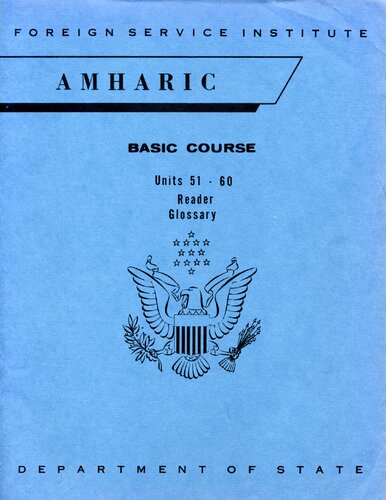 FOREIGN SERVICE INSTITUTE
AMHARIC
BASIC COURSE
Units 51 - 60
Reader
Glossary
DEPARTMENT OF STATE